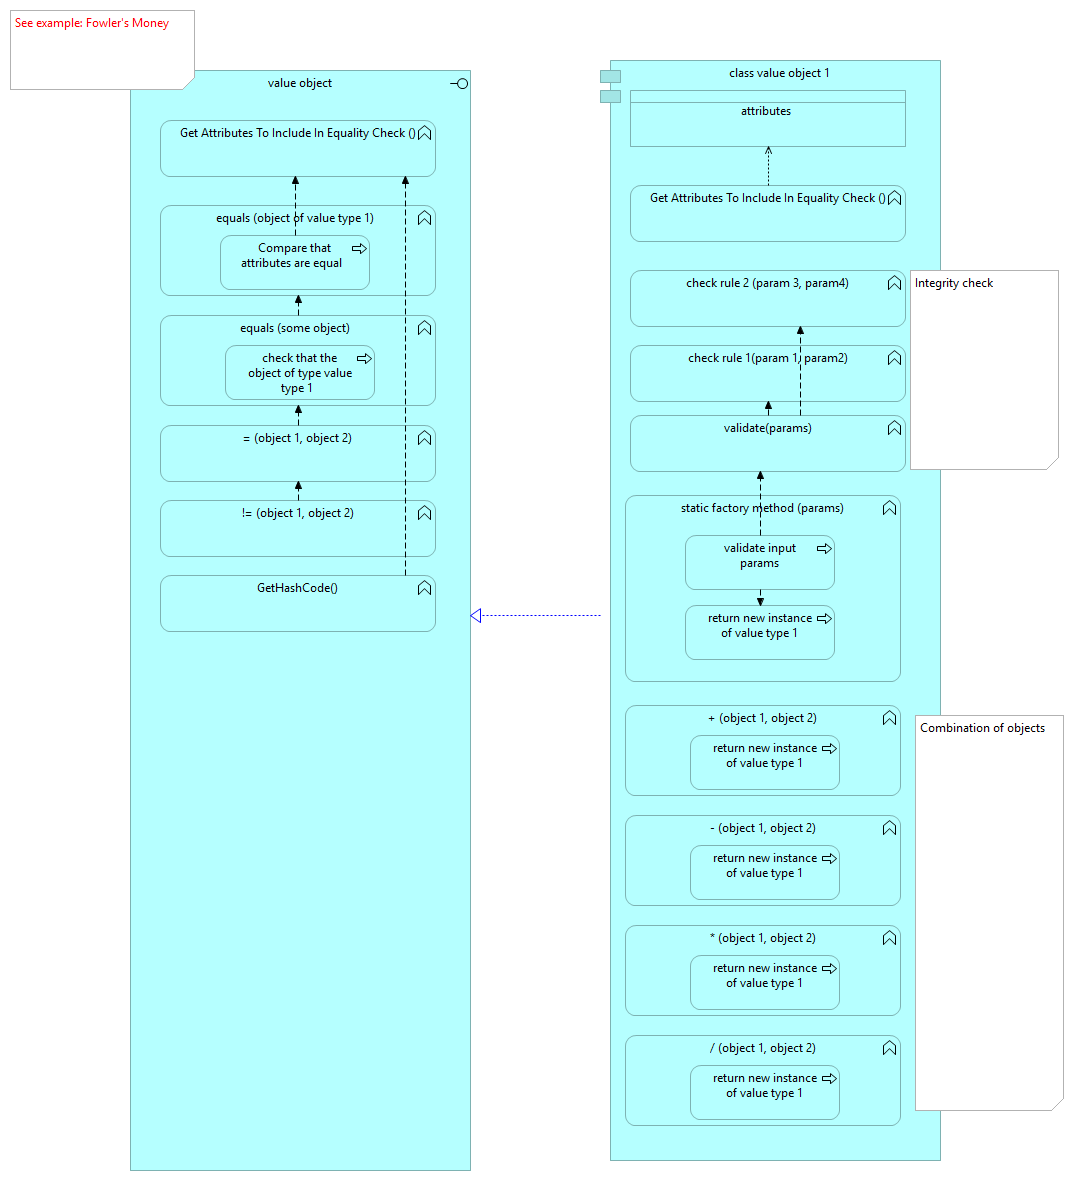 See example: Fowler's Money
value object
Get Attributes To Include In Equality Check ()
equals (object of value type 1)
Compare that
attributes are equal
equals (some object)
check that the
object of type value
type 1
= (object 1, object 2)
!= (object 1, object 2)
GetHashCode()
class value object 1
attributes
Get Attributes To Include In Equality Check ()
check rule 2 (param 3, param4)
check rule 1(param 1, param2)
validate(params)
Integrity check
static factory method (params)
validate input
params
return new instance
of value type 1
+ (object 1, object 2)
return new instance
of value type 1
- (object 1, object 2)
return new instance
of value type 1
* (object 1, object 2)
return new instance
of value type 1
/ (object 1, object 2)
return new instance
of value type 1
Combination of objects